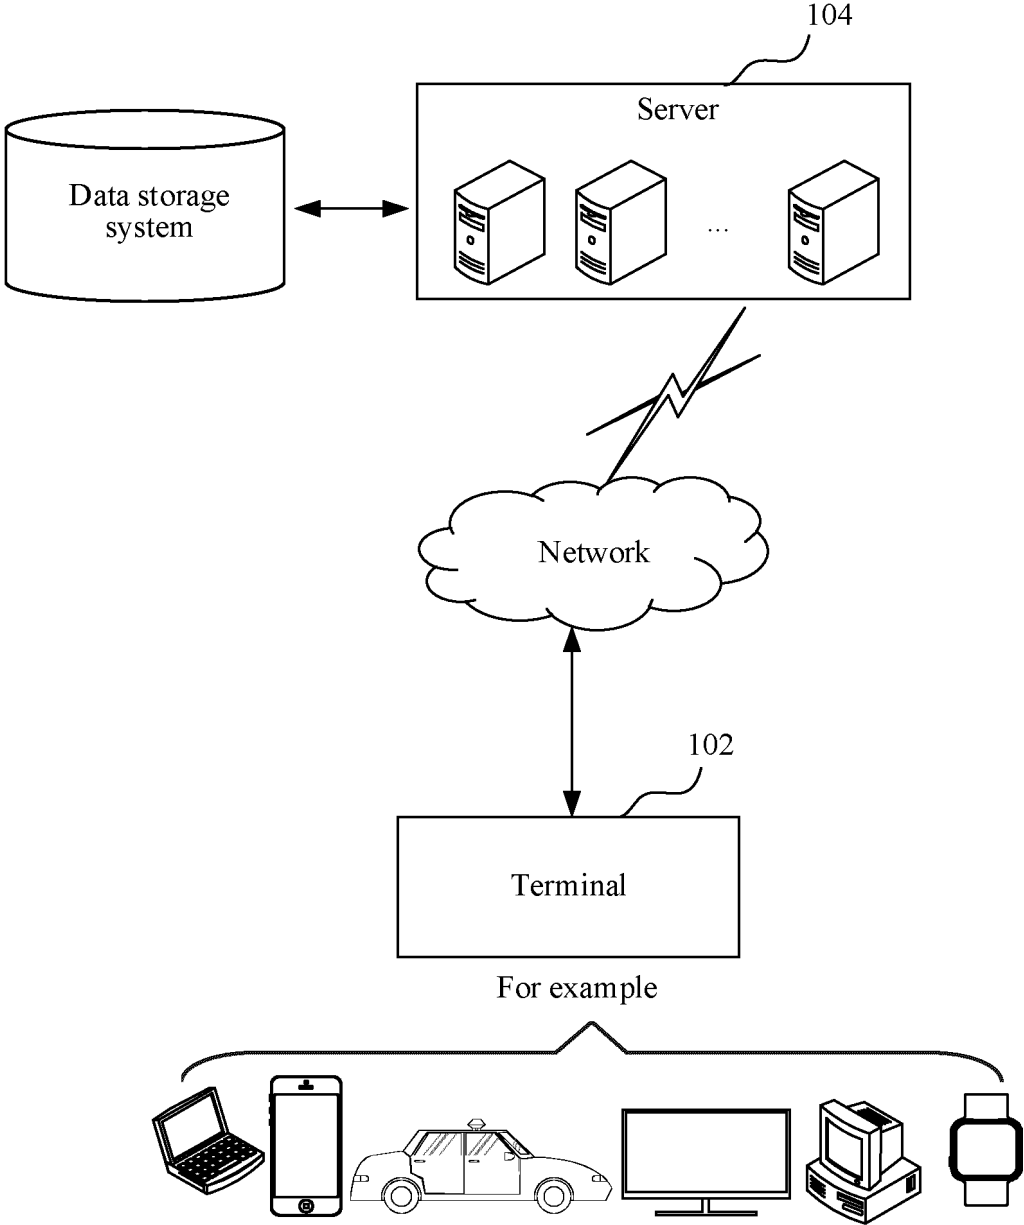 104
Server
Data storage
system
...
Network
102
Terminal
For example